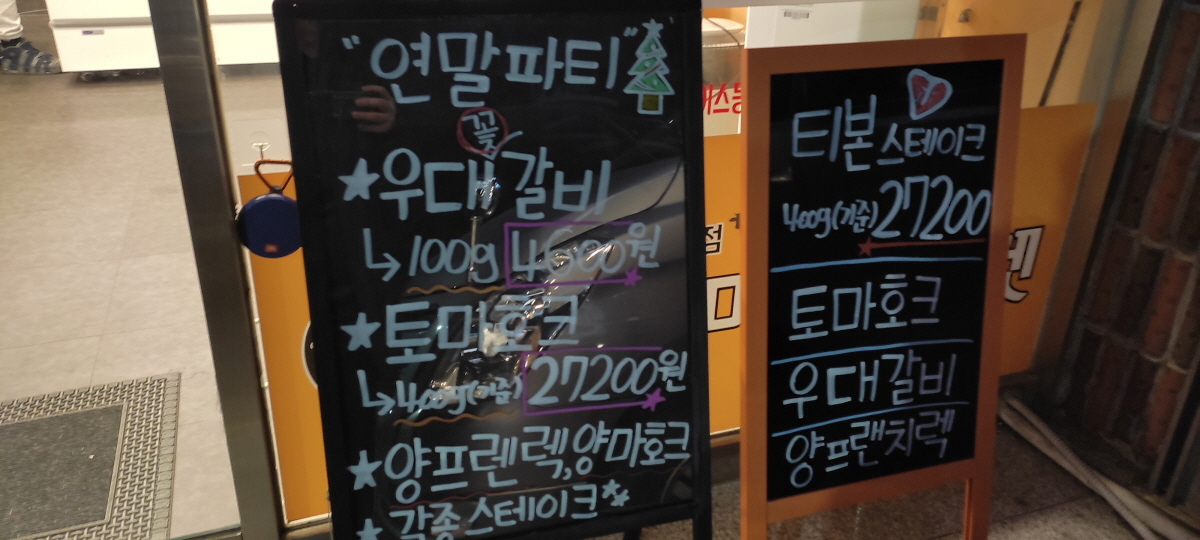 "연말파티"
꽃
★우대갈비
↳100g 4600원
★토마호크
↳400g(기준) 27200원
★양프렌렉,양마호크
★각종 스테이크
티본 스테이크
400g(기준) 27200
토마호크
우대갈비
양프랜치렉